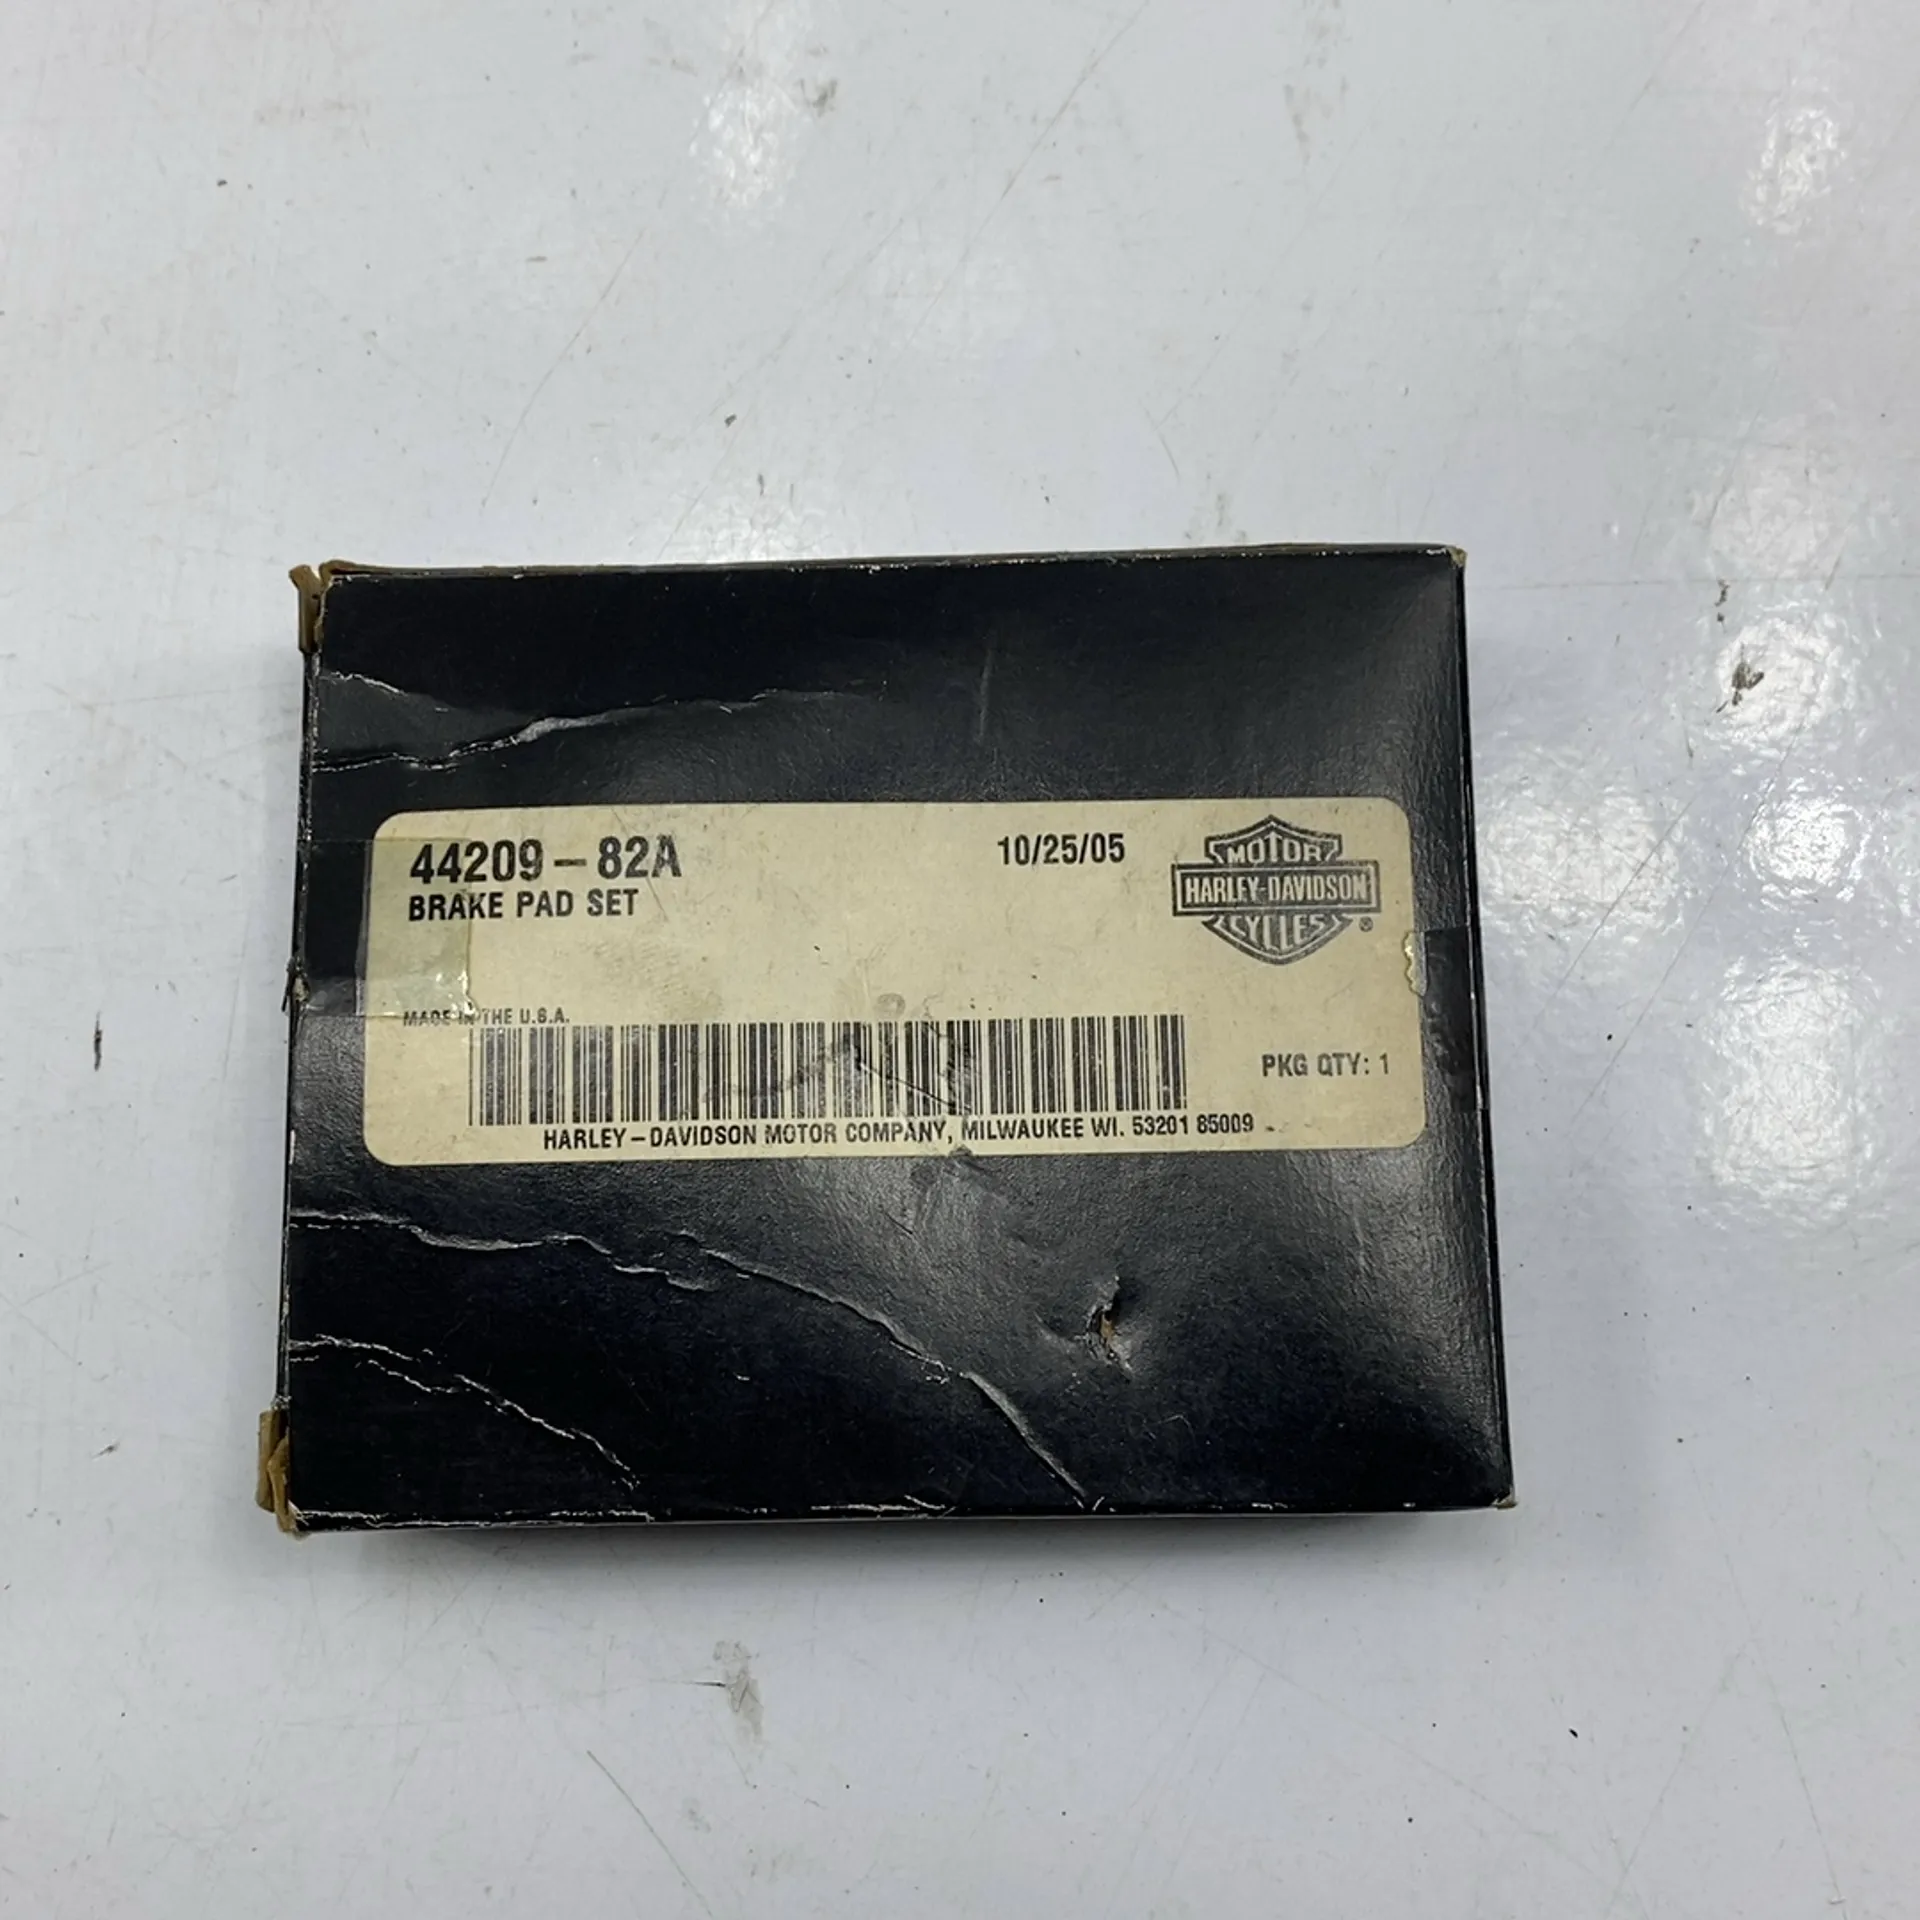 44209-82A
BRAKE PAD SET
10/25/05
MOTOR
HARLEY-DAVIDSON
CYCLES ®
MADE IN THE U.S.A.
PKG QTY: 1
HARLEY-DAVIDSON MOTOR COMPANY, MILWAUKEE WI. 53201 85009